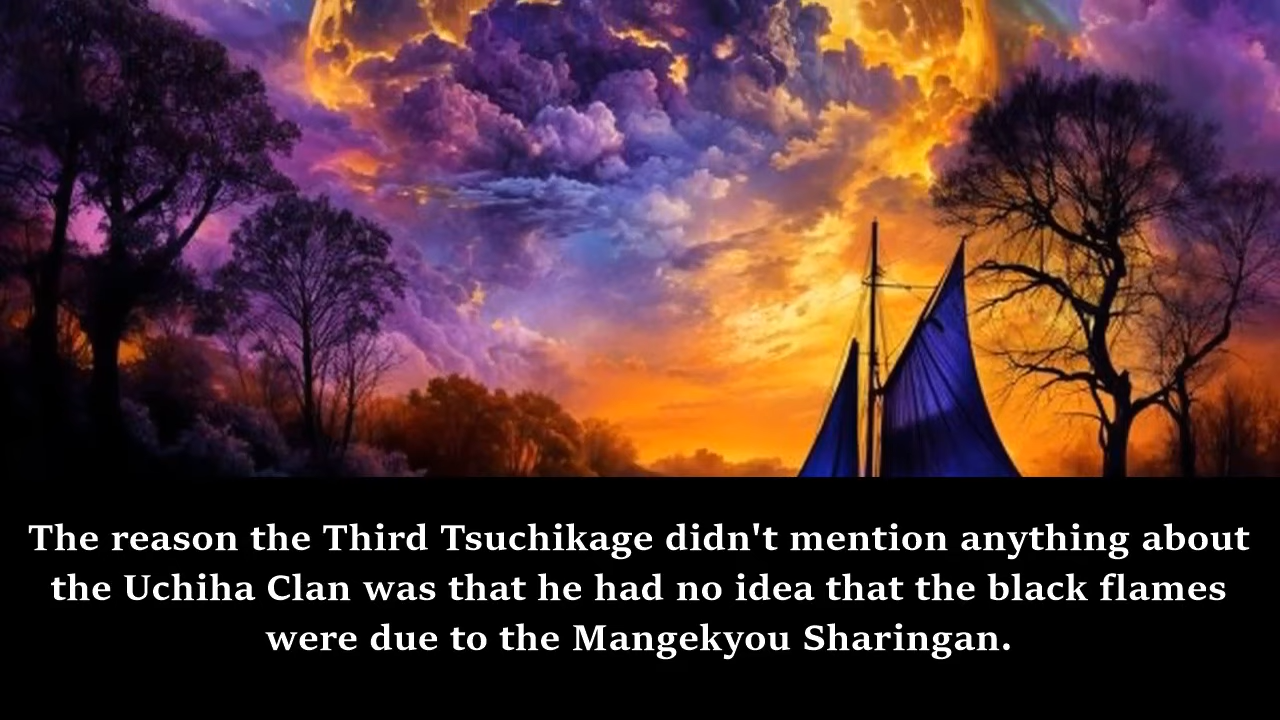 The reason the Third Tsuchikage didn't mention anything about
the Uchiha Clan was that he had no idea that the black flames
were due to the Mangekyou Sharingan.